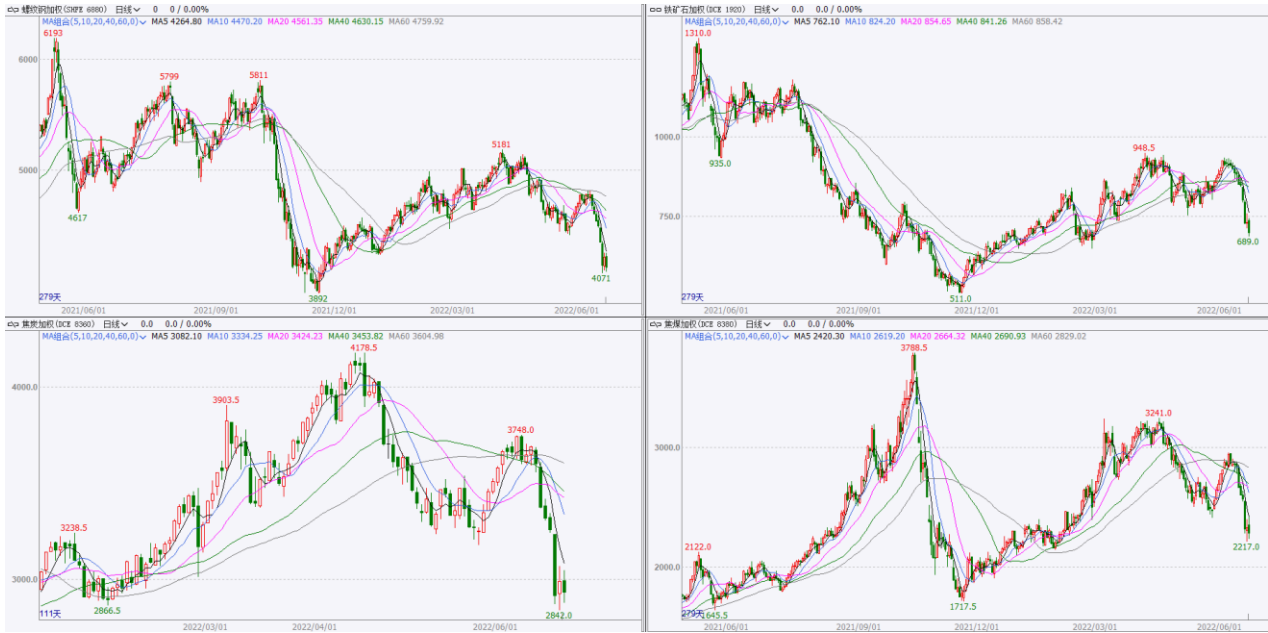 螺纹钢加权(SHFE 6880) 日线 0 0 / 0.00%
MA组合(5,10,20,40,60,0) MA5 4264.80 MA10 4470.20 MA20 4561.35 MA40 4630.15 MA60 4759.92
6193
6000
5799
5811
5181
5000
4617
4071
3892
279天
2021/06/01 2021/09/01 2021/12/01 2022/03/01 2022/06/01
铁矿石加权(DCE 1920) 日线 0.0 0.0 / 0.00%
MA组合(5,10,20,40,60,0) MA5 762.10 MA10 824.20 MA20 854.65 MA40 841.26 MA60 858.42
1310.0
1000.0
948.5
935.0
750.0
689.0
511.0
279天
2021/06/01 2021/09/01 2021/12/01 2022/03/01 2022/06/01
焦炭加权(DCE 8360) 日线 0.0 0.0 / 0.00%
MA组合(5,10,20,40,60,0) MA5 3082.10 MA10 3334.25 MA20 3424.23 MA40 3453.82 MA60 3604.98
4178.5
4000.0
3903.5
3748.0
3238.5
3000.0
2866.5
2842.0
111天
2022/03/01 2022/04/01 2022/06/01
焦煤加权(DCE 8380) 日线 0.0 0.0 / 0.00%
MA组合(5,10,20,40,60,0) MA5 2420.30 MA10 2619.20 MA20 2664.32 MA40 2690.93 MA60 2829.02
3788.5
3241.0
3000.0
2122.0
2217.0
2000.0
1717.5
279天 1645.5
2021/06/01 2021/09/01 2021/12/01 2022/03/01 2022/06/01